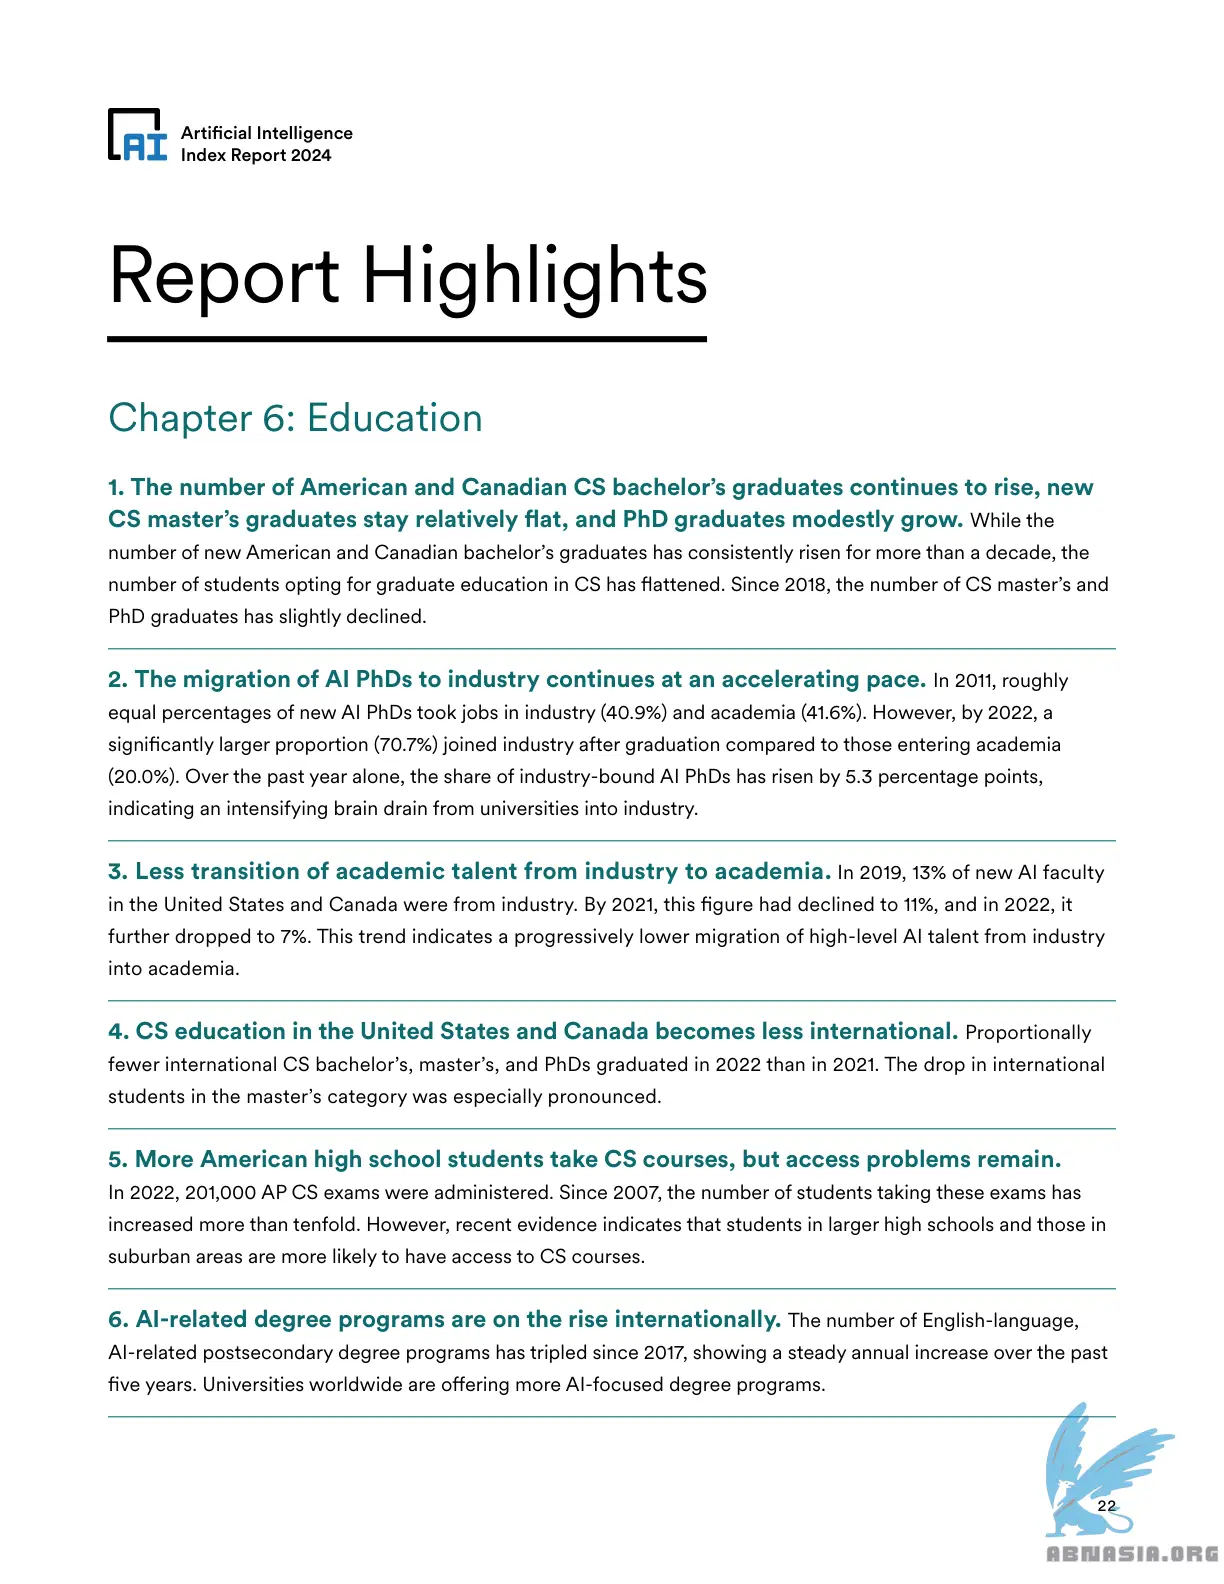 AI
Artificial Intelligence
Index Report 2024
Report Highlights
Chapter 6: Education
1. The number of American and Canadian CS bachelor’s graduates continues to rise, new
CS master’s graduates stay relatively flat, and PhD graduates modestly grow. While the
number of new American and Canadian bachelor’s graduates has consistently risen for more than a decade, the
number of students opting for graduate education in CS has flattened. Since 2018, the number of CS master’s and
PhD graduates has slightly declined.
2. The migration of AI PhDs to industry continues at an accelerating pace. In 2011, roughly
equal percentages of new AI PhDs took jobs in industry (40.9%) and academia (41.6%). However, by 2022, a
significantly larger proportion (70.7%) joined industry after graduation compared to those entering academia
(20.0%). Over the past year alone, the share of industry-bound AI PhDs has risen by 5.3 percentage points,
indicating an intensifying brain drain from universities into industry.
3. Less transition of academic talent from industry to academia. In 2019, 13% of new AI faculty
in the United States and Canada were from industry. By 2021, this figure had declined to 11%, and in 2022, it
further dropped to 7%. This trend indicates a progressively lower migration of high-level AI talent from industry
into academia.
4. CS education in the United States and Canada becomes less international. Proportionally
fewer international CS bachelor’s, master’s, and PhDs graduated in 2022 than in 2021. The drop in international
students in the master’s category was especially pronounced.
5. More American high school students take CS courses, but access problems remain.
In 2022, 201,000 AP CS exams were administered. Since 2007, the number of students taking these exams has
increased more than tenfold. However, recent evidence indicates that students in larger high schools and those in
suburban areas are more likely to have access to CS courses.
6. AI-related degree programs are on the rise internationally. The number of English-language,
AI-related postsecondary degree programs has tripled since 2017, showing a steady annual increase over the past
five years. Universities worldwide are offering more AI-focused degree programs.
22
ABNASIA.ORG